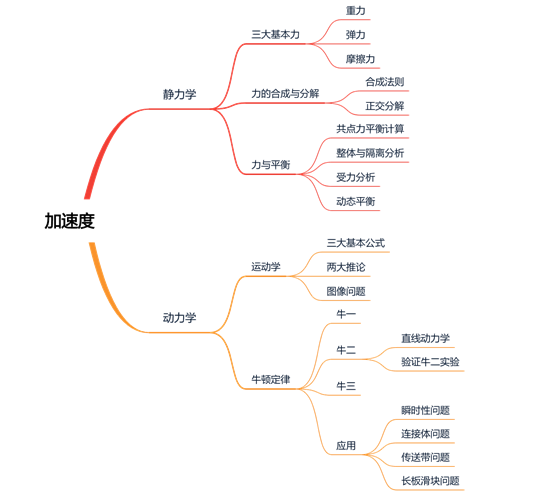 加速度
静力学
三大基本力
重力
弹力
摩擦力
力的合成与分解
合成法则
正交分解
力与平衡
共点力平衡计算
整体与隔离分析
受力分析
动态平衡
动力学
运动学
三大基本公式
两大推论
图像问题
牛顿定律
牛一
牛二
直线动力学
验证牛二实验
牛三
应用
瞬时性问题
连接体问题
传送带问题
长板滑块问题